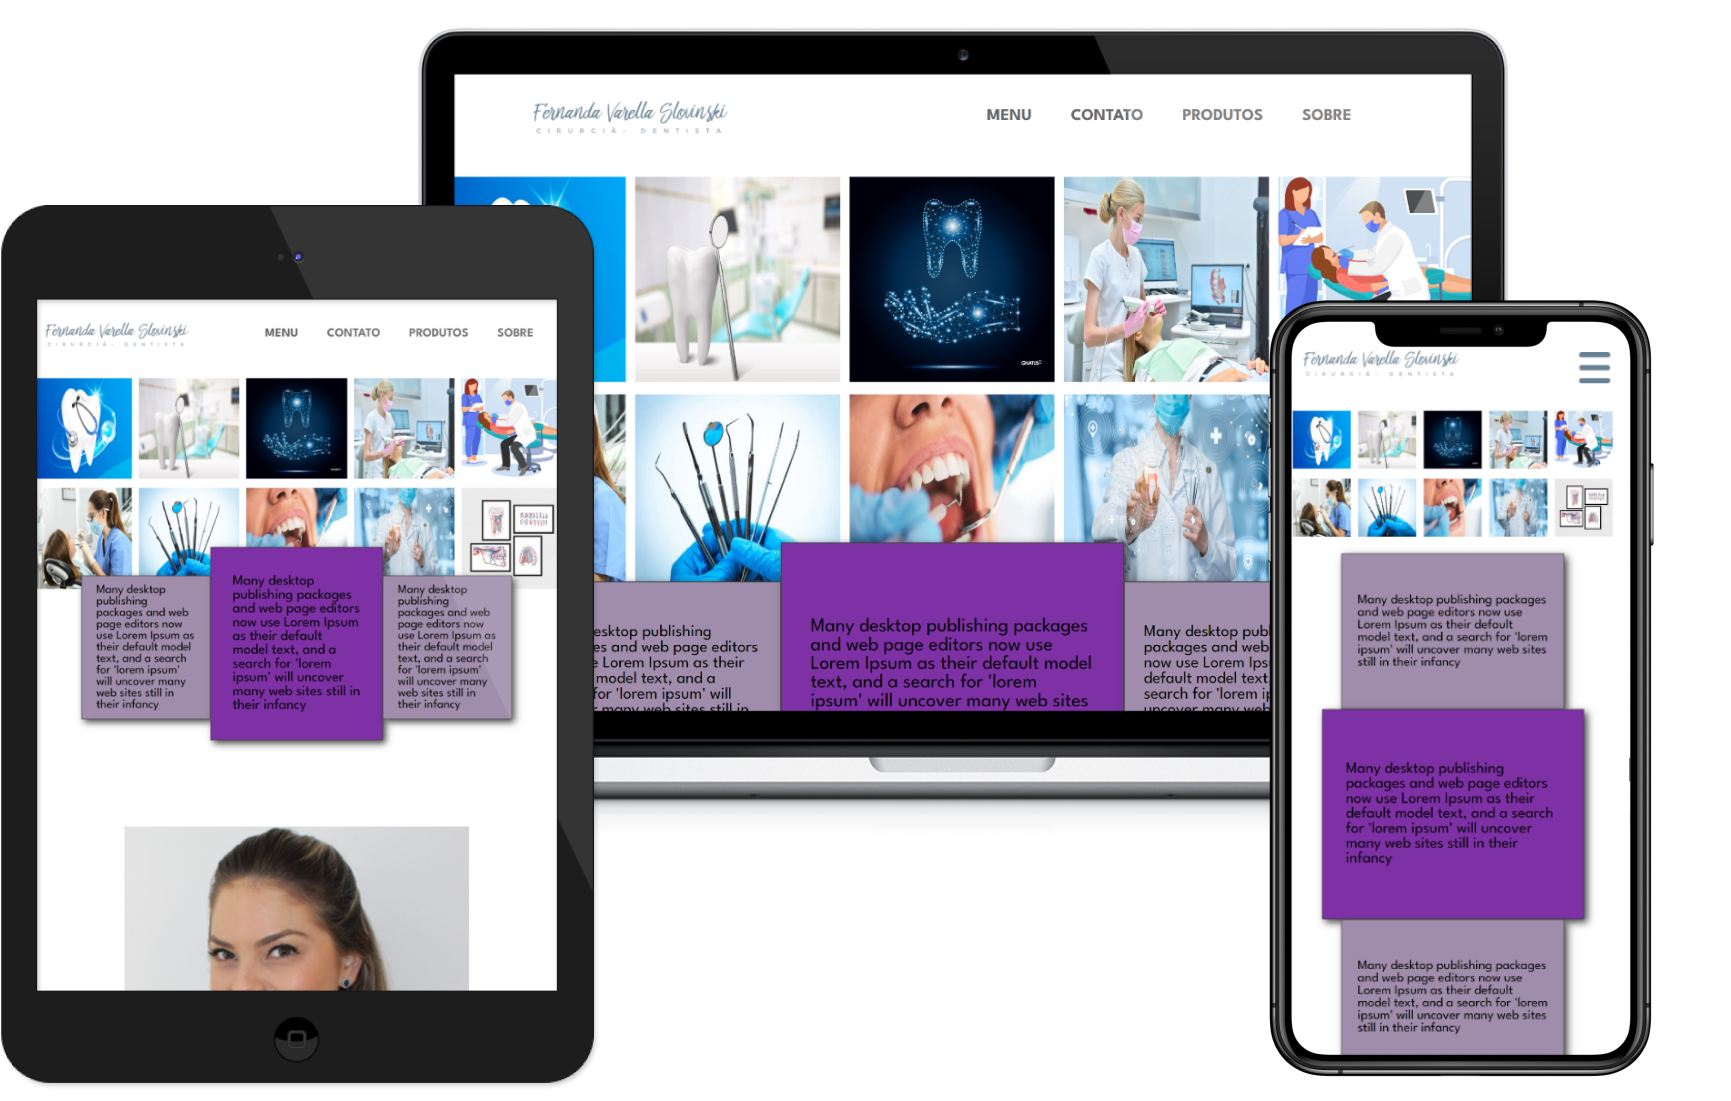 Fernanda Varella Slovinski
CIRURGIÃ- DENTISTA
MENU CONTATO PRODUTOS SOBRE
GNATUS
esktop publishing
es and web page editors
e Lorem Ipsum as their
model text, and a
for 'lorem ipsum' will
r many web sites still in
Many desktop publishing packages
and web page editors now use
Lorem Ipsum as their default model
text, and a search for 'lorem
ipsum' will uncover many web sites
Many desktop publ
packages and web
now use Lorem Ips
default model text,
search for 'lorem ip
uncover many web
Fernanda Varella Slovinski
CIRURGIÃ- DENTISTA
MENU CONTATO PRODUTOS SOBRE
Many desktop
publishing
packages and web
page editors now
use Lorem Ipsum
as their default model
text, and a search
for 'lorem ipsum'
will uncover many
web sites still in
their infancy
Many desktop
publishing packages
and web page editors
now use Lorem Ipsum
as their default
model text, and a
search for 'lorem
ipsum' will uncover
many web sites still in
their infancy
Many desktop
publishing
packages and web
page editors now
use Lorem Ipsum as
their default model
text, and a search
for 'lorem ipsum'
will uncover many
web sites still in
their infancy
Fernanda Varella Slovinski
CIRURGIÃ- DENTISTA
Many desktop publishing packages
and web page editors now use
Lorem Ipsum as their default
model text, and a search for 'lorem
ipsum' will uncover many web sites
still in their infancy
Many desktop publishing
packages and web page editors
now use Lorem Ipsum as their
default model text, and a search
for 'lorem ipsum' will uncover
many web sites still in their
infancy
Many desktop publishing packages
and web page editors now use
Lorem Ipsum as their default
model text, and a search for 'lorem
ipsum' will uncover many web sites
still in their infancy